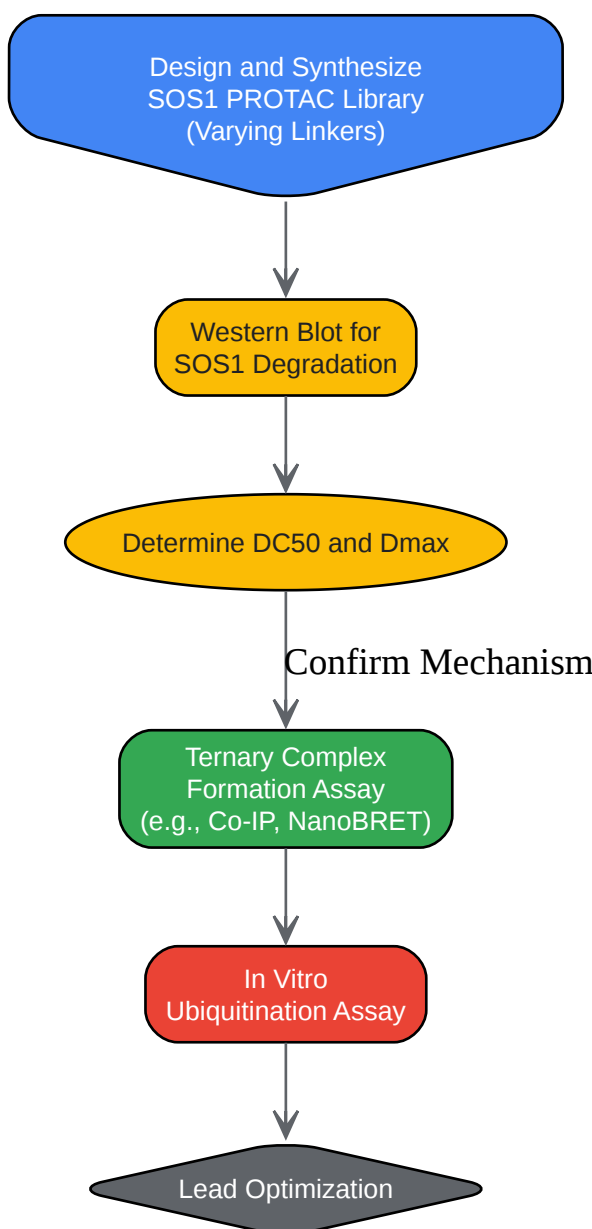 Design and Synthesize
SOS1 PROTAC Library
(Varying Linkers)
Western Blot for
SOS1 Degradation
Determine DC50 and Dmax
Confirm Mechanism
Ternary Complex
Formation Assay
(e.g., Co-IP, NanoBRET)
In Vitro
Ubiquitination Assay
Lead Optimization